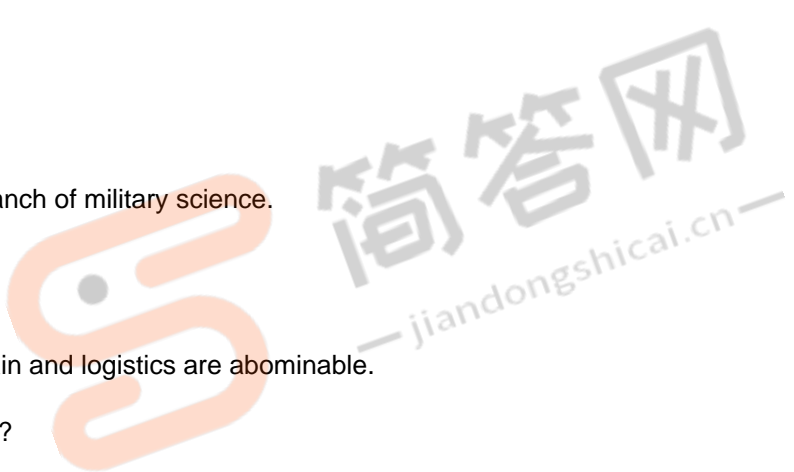 anch of military science.
简答网
jiandongshicai.cn
in and logistics are abominable.
?